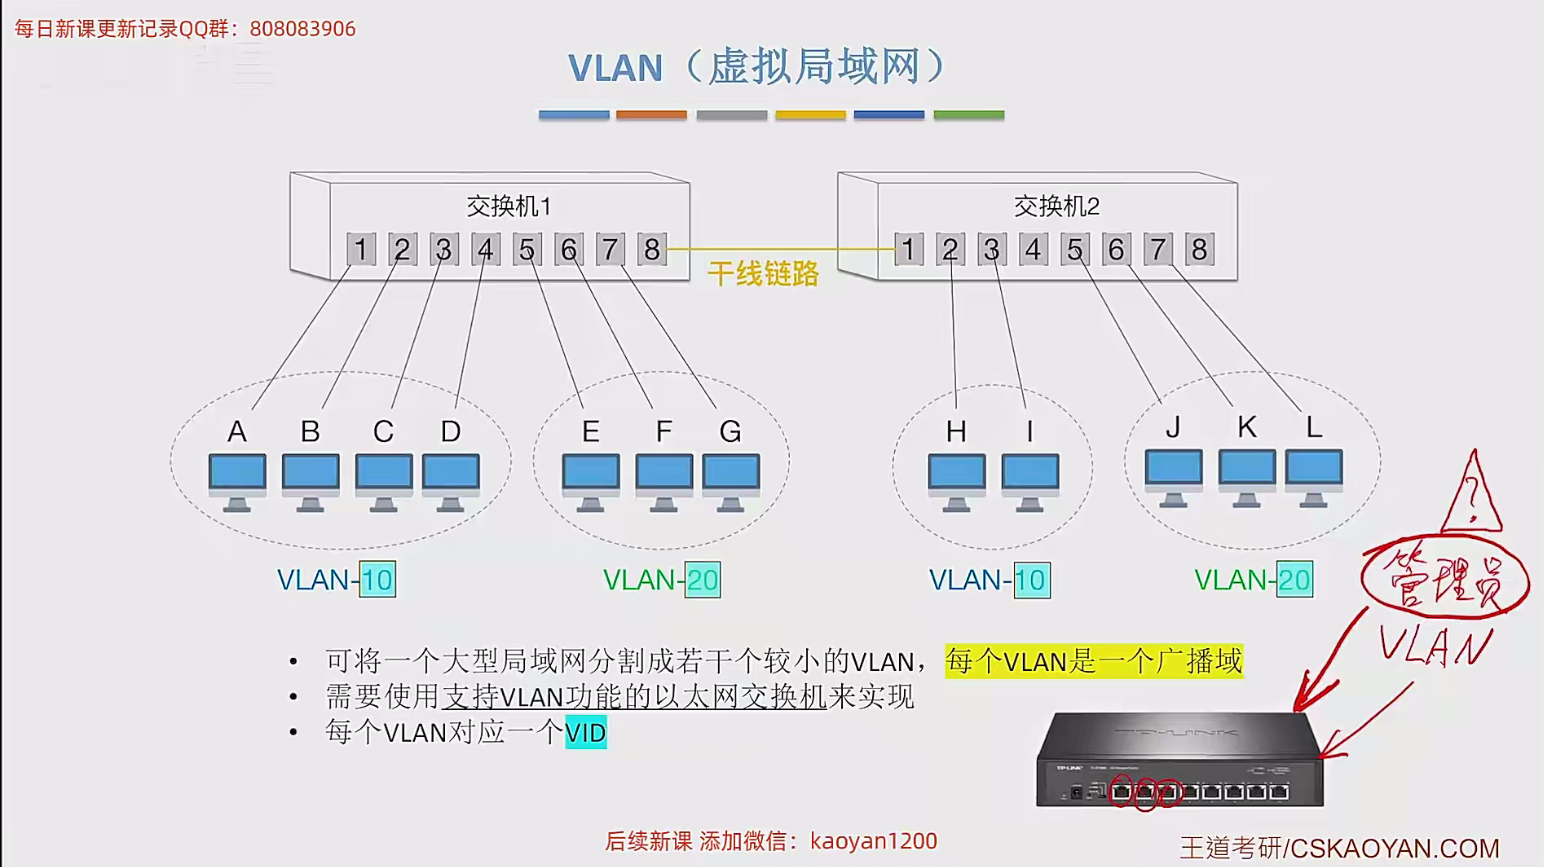 每日新课更新记录QQ群：808083906
VLAN（虚拟局域网）
交换机1
1 2 3 4 5 6 7 8
交换机2
1 2 3 4 5 6 7 8
干线链路
A B C D
E F G
H I
J K L
VLAN-10
VLAN-20
VLAN-10
VLAN-20
?
管理员
VLAN
• 可将一个大型局域网分割成若干个较小的VLAN，每个VLAN是一个广播域
• 需要使用支持VLAN功能的以太网交换机来实现
• 每个VLAN对应一个VID
TP-LINK
TP-LINK
后续新课 添加微信：kaoyan1200
王道考研/CSKAOYAN.COM